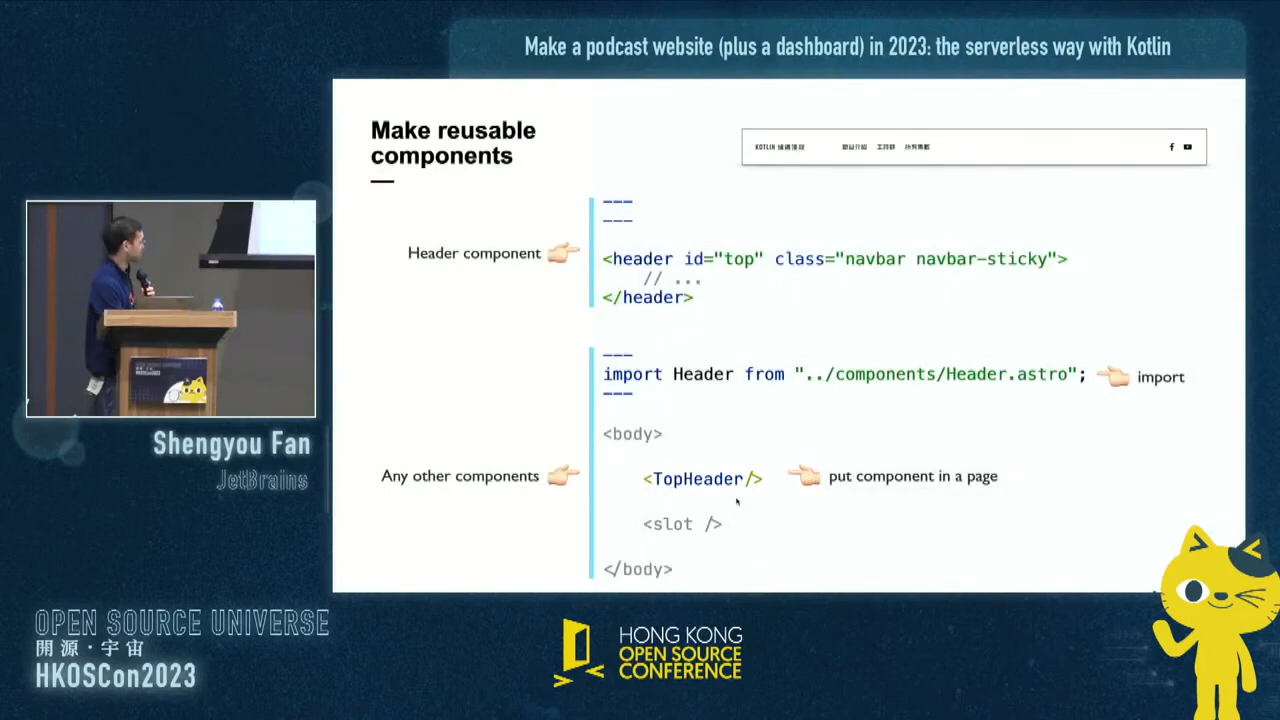 Make a podcast website (plus a dashboard) in 2023: the serverless way with Kotlin
Make reusable
components
KOTLIN
Header component
---
---
<header id="top" class="navbar navbar-sticky">
// ...
</header>
---
import Header from "../components/Header.astro";
---
import
<body>
Any other components
<TopHeader/>
put component in a page
<slot />
</body>
Shengyou Fan
JetBrains
OPEN SOURCE UNIVERSE
開源・宇宙
HKOSCon2023
HONG KONG
OPEN SOURCE
CONFERENCE